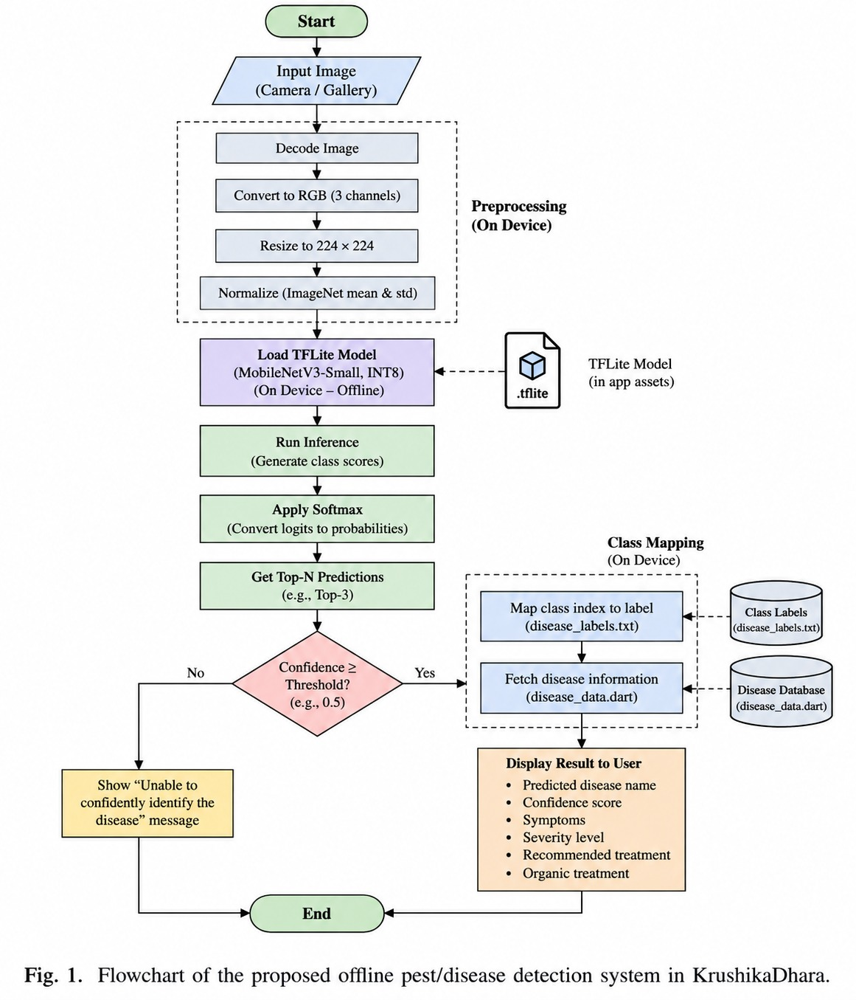 Start
Input Image
(Camera / Gallery)
Decode Image
Convert to RGB (3 channels)
Resize to 224 × 224
Normalize (ImageNet mean & std)
Preprocessing
(On Device)
Load TFLite Model
(MobileNetV3-Small, INT8)
(On Device – Offline)
.tflite
TFLite Model
(in app assets)
Run Inference
(Generate class scores)
Apply Softmax
(Convert logits to probabilities)
Get Top-N Predictions
(e.g., Top-3)
Confidence ≥
Threshold?
(e.g., 0.5)
No
Yes
Class Mapping
(On Device)
Map class index to label
(disease_labels.txt)
Class Labels
(disease_labels.txt)
Fetch disease information
(disease_data.dart)
Disease Database
(disease_data.dart)
Show “Unable to
confidently identify the
disease” message
Display Result to User
• Predicted disease name
• Confidence score
• Symptoms
• Severity level
• Recommended treatment
• Organic treatment
End
Fig. 1. Flowchart of the proposed offline pest/disease detection system in KrushikaDhara.